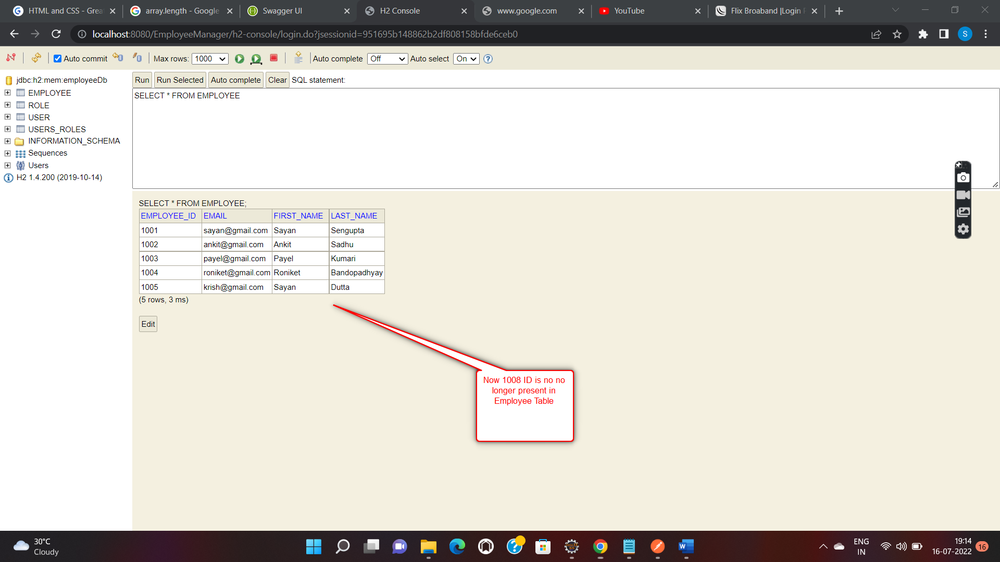 HTML and CSS - Grea
array.length - Google
Swagger UI
H2 Console
www.google.com
YouTube
Flix Broaband |Login P
localhost:8080/EmployeeManager/h2-console/login.do?jsessionid=951695b148862b2df808158bfde6ceb0
S
Auto commit
Max rows: 1000
Auto complete Off
Auto select On
jdbc:h2:mem:employeeDb
EMPLOYEE
ROLE
USER
USERS_ROLES
INFORMATION_SCHEMA
Sequences
Users
H2 1.4.200 (2019-10-14)
Run Run Selected Auto complete Clear SQL statement:
SELECT * FROM EMPLOYEE
SELECT * FROM EMPLOYEE;
EMPLOYEE_ID EMAIL FIRST_NAME LAST_NAME
1001 sayan@gmail.com Sayan Sengupta
1002 ankit@gmail.com Ankit Sadhu
1003 payel@gmail.com Payel Kumari
1004 roniket@gmail.com Roniket Bandopadhyay
1005 krish@gmail.com Sayan Dutta
(5 rows, 3 ms)
Edit
Now 1008 ID is no no
longer present in
Employee Table
30°C
Cloudy
ENG
IN
19:14
16-07-2022
16